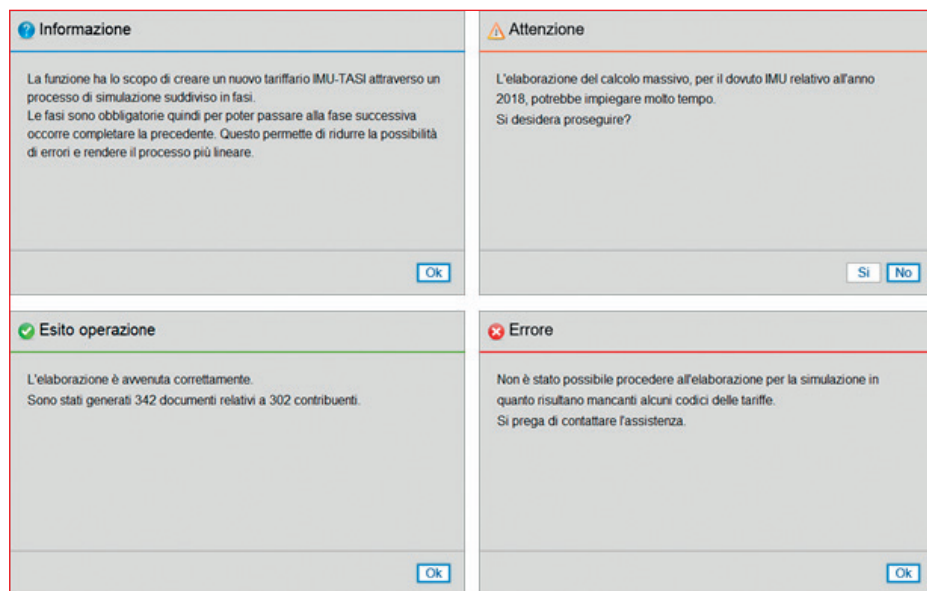 Informazione
La funzione ha lo scopo di creare un nuovo tariffario IMU-TASI attraverso un
processo di simulazione suddiviso in fasi.
Le fasi sono obbligatorie quindi per poter passare alla fase successiva
occorre completare la precedente. Questo permette di ridurre la possibilità
di errori e rendere il processo più lineare.
Ok
Attenzione
L'elaborazione del calcolo massivo, per il dovuto IMU relativo all'anno
2018, potrebbe impiegare molto tempo.
Si desidera proseguire?
Si No
Esito operazione
L'elaborazione è avvenuta correttamente.
Sono stati generati 342 documenti relativi a 302 contribuenti.
Ok
Errore
Non è stato possibile procedere all'elaborazione per la simulazione in
quanto risultano mancanti alcuni codici delle tariffe.
Si prega di contattare l'assistenza.
Ok